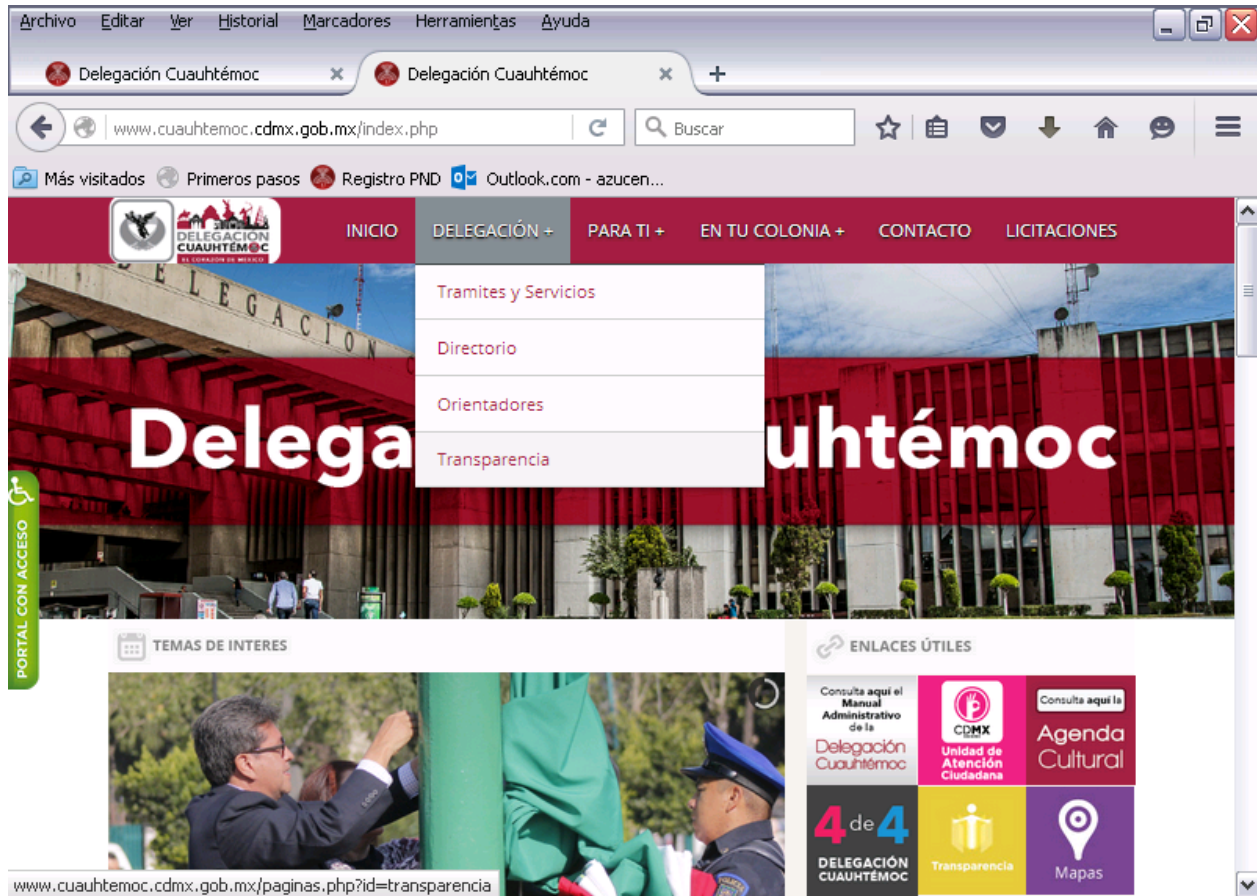 Archivo Editar Ver Historial Marcadores Herramientas Ayuda
Delegación Cuauhtémoc
Delegación Cuauhtémoc
www.cuauhtemoc.cdmx.gob.mx/index.php
Buscar
Más visitados Primeros pasos Registro PND Outlook.com - azucen...
DELEGACIÓN
CUAUHTÉMOC
EL CORAZÓN DE MÉXICO
INICIO DELEGACIÓN + PARA TI + EN TU COLONIA + CONTACTO LICITACIONES
Tramites y Servicios
Directorio
Orientadores
Transparencia
DELEGACION
Delega uhtémoc
PORTAL CON ACCESO
TEMAS DE INTERES
ENLACES ÚTILES
Consulta aquí el
Manual
Administrativo
de la
Delegación
Cuauhtémoc
CDMX
Unidad de
Atención
Ciudadana
Consulta aquí la
Agenda
Cultural
4 de 4
DELEGACIÓN
CUAUHTÉMOC
Transparencia
Mapas
www.cuauhtemoc.cdmx.gob.mx/paginas.php?id=transparencia